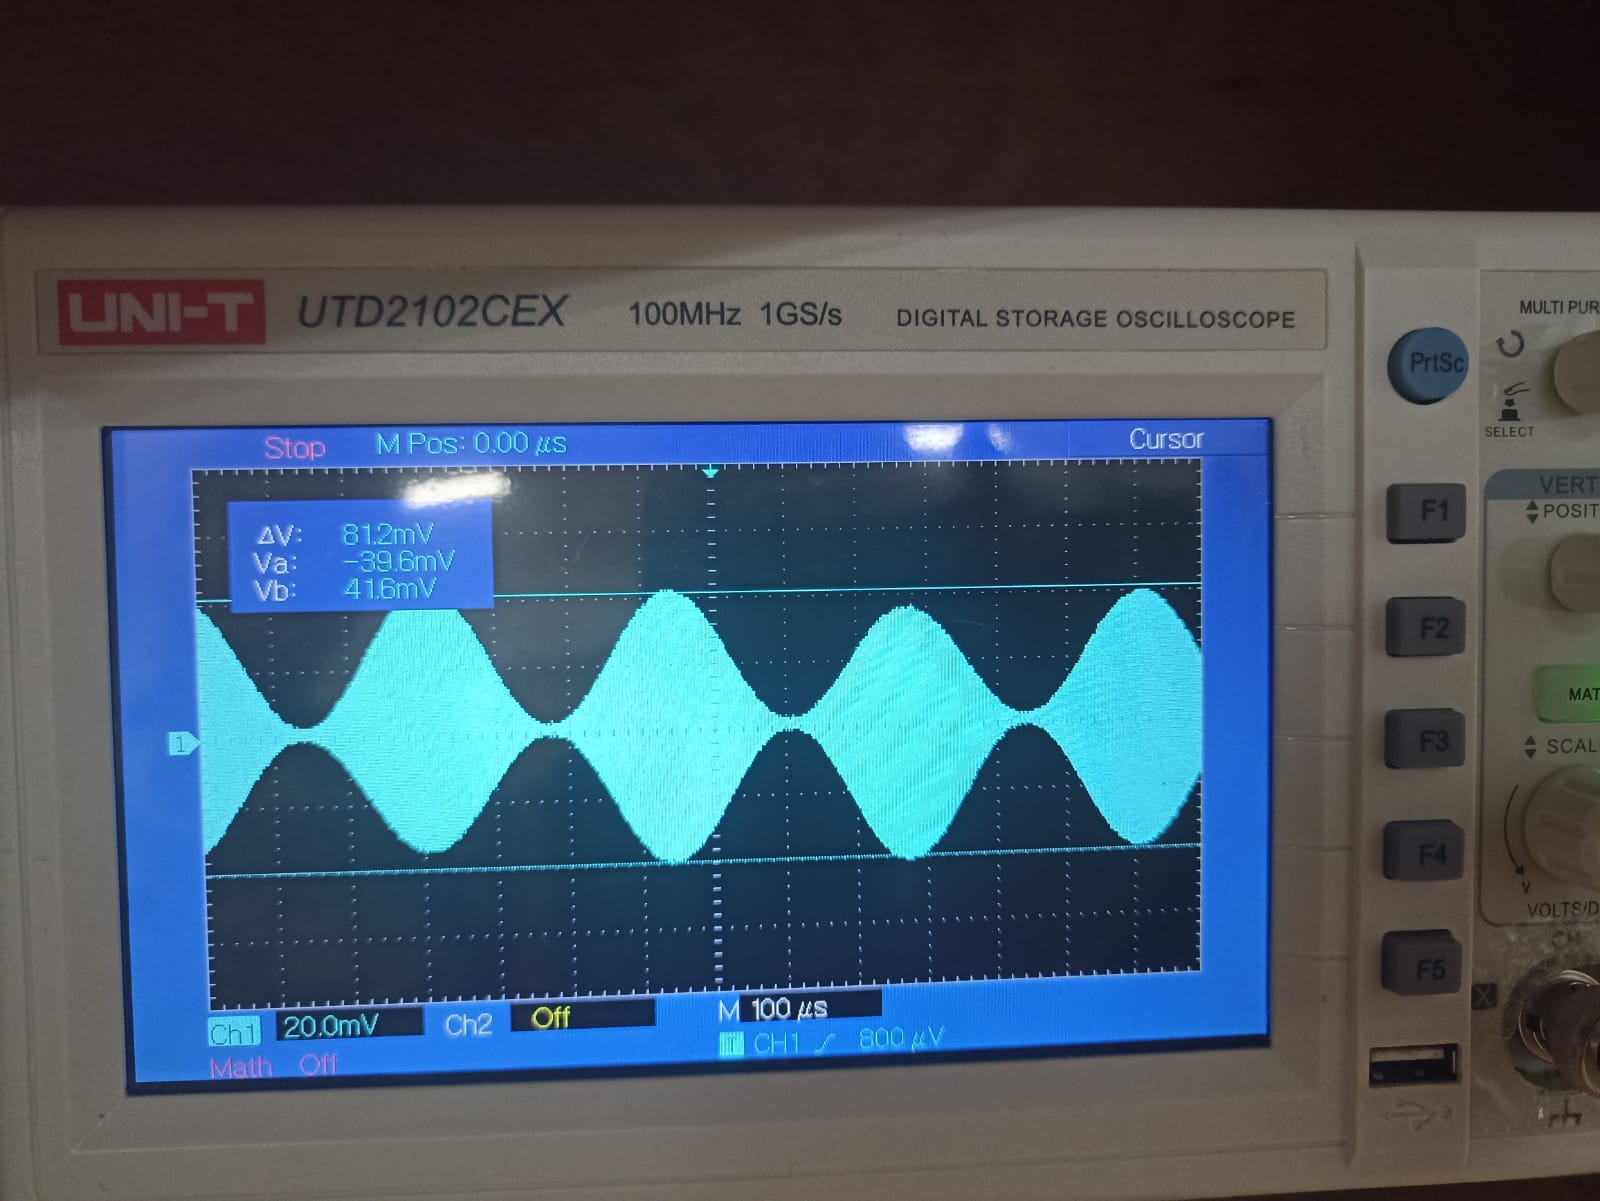 UNI-T UTD2102CEX 100MHz 1GS/s DIGITAL STORAGE OSCILLOSCOPE
MULTI PUR
PrtSc
SELECT
Stop M Pos: 0.00 μs Cursor
ΔV: 81.2mV
Va: -39.6mV
Vb: 41.6mV
1
F1
F2
F3
F4
F5
VERT
POSIT
MAT
SCAL
V
VOLTS/D
CH
X
Ch1 20.0mV Ch2 Off M 100 μs
T CH1 800 μV
Math Off